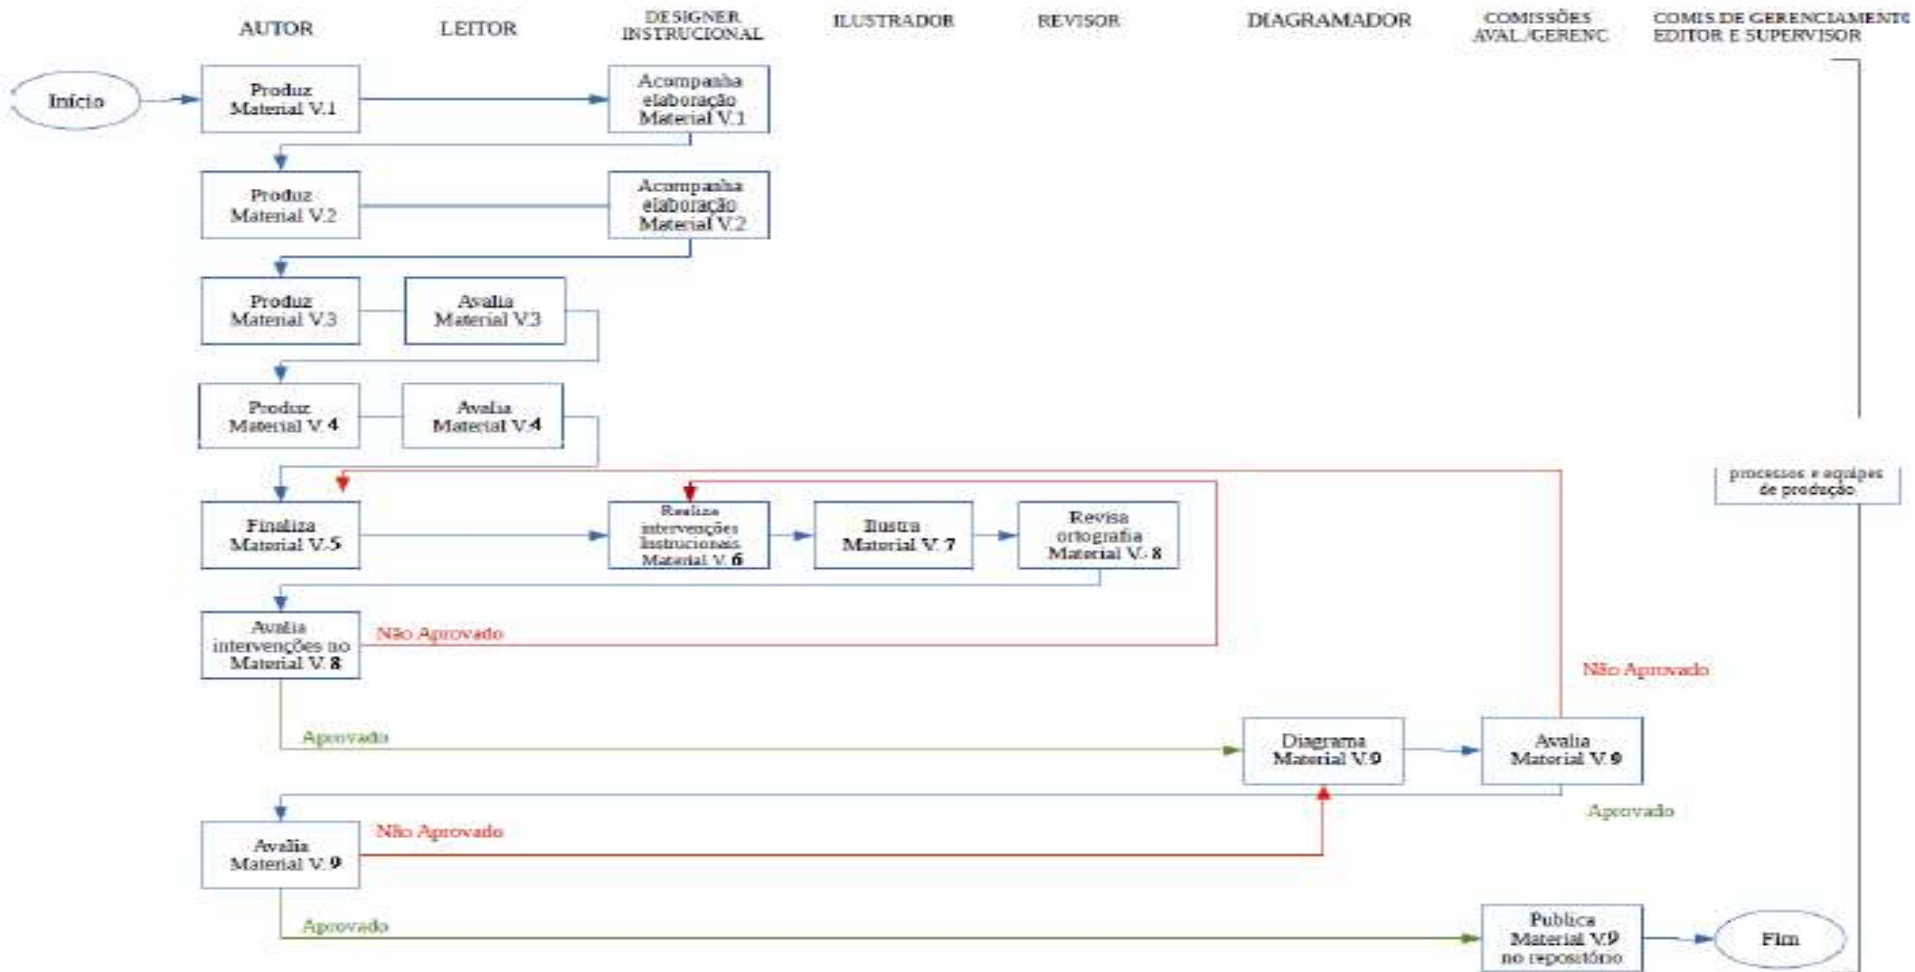 AUTOR
LEITOR
DESIGNER
INSTRUCIONAL
ILUSTRADOR
REVISOR
DIAGRAMADOR
COMISSÕES
AVAL./GERENC
COMIS.DE GERENCIAMENTO
EDITOR E SUPERVISOR
Início
Produz
Material V.1
Acompanha
elaboração
Material V.1
Produz
Material V.2
Acompanha
elaboração
Material V.2
Produz
Material V.3
Avalia
Material V.3
Produz
Material V. 4
Avalia
Material V.4
processos e equipes
de produção
Finaliza
Material V.5
Realiza
intervenções
Instrucionais
Material V. 6
Ilustra
Material V. 7
Revisa
ortografia
Material V. 8
Avalia
intervenções no
Material V. 8
Não Aprovado
Não Aprovado
Aprovado
Diagrama
Material V.9
Avalia
Material V.9
Aprovado
Avalia
Material V. 9
Não Aprovado
Aprovado
Publica
Material V.9
no repositório
Fim